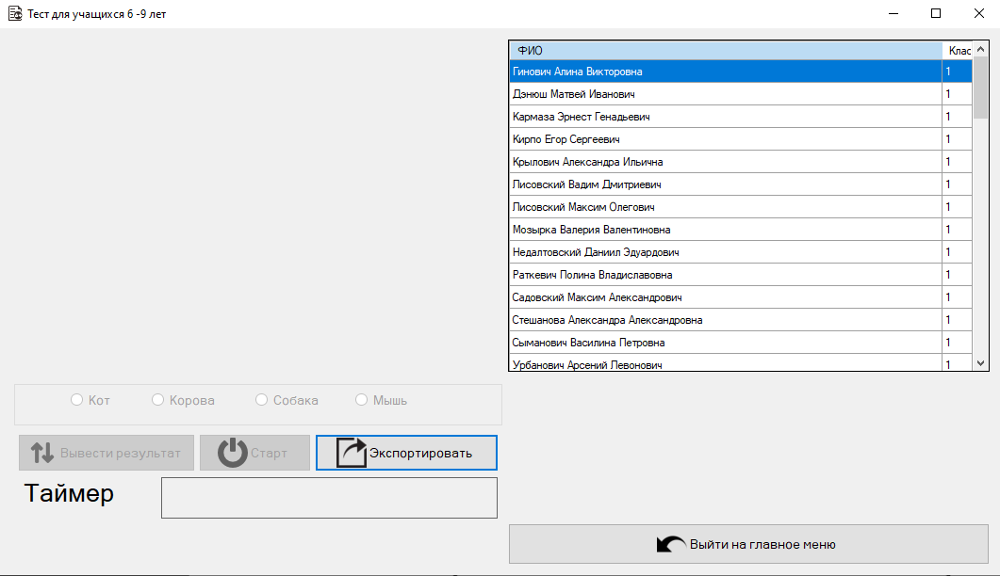 Тест для учащихся 6 -9 лет
ФИО Клас
Гинович Алина Викторовна 1
Дэнюш Матвей Иванович 1
Кармаза Эрнест Генадьевич 1
Кирпо Егор Сергеевич 1
Крылович Александра Ильична 1
Лисовский Вадим Дмитриевич 1
Лисовский Максим Олегович 1
Мозырка Валерия Валентиновна 1
Недалтовский Даниил Эдуардович 1
Раткевич Полина Владиславовна 1
Садовский Максим Александрович 1
Стешанова Александра Александровна 1
Сыманович Василина Петровна 1
Урбанович Арсений Левонович 1
Кот Корова Собака Мышь
Вывести результат Старт Экспортировать
Таймер
Выйти на главное меню